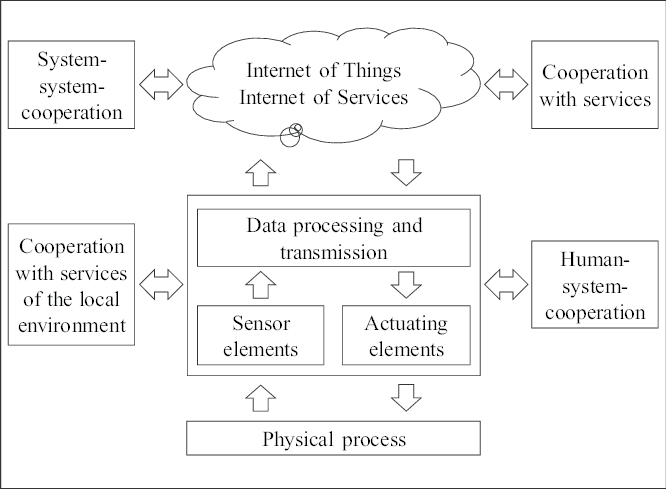 System-
system-
cooperation
Internet of Things
Internet of Services
Cooperation
with services
Cooperation
with services
of the local
environment
Data processing and
transmission
Sensor
elements
Actuating
elements
Human-
system-
cooperation
Physical process